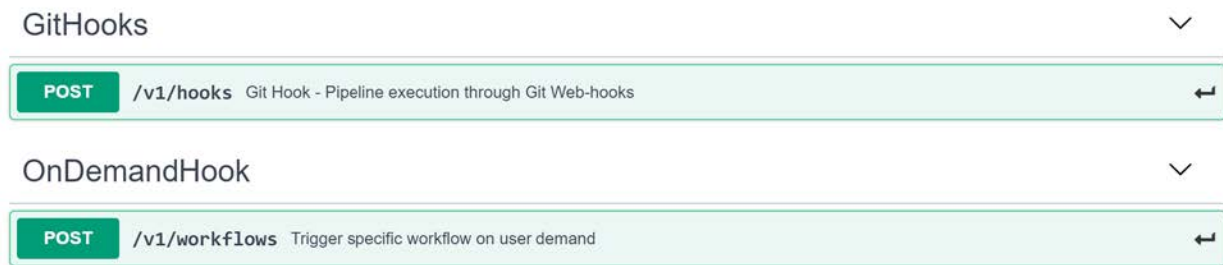 GitHooks
POST /v1/hooks Git Hook - Pipeline execution through Git Web-hooks
OnDemandHook
POST /v1/workflows Trigger specific workflow on user demand